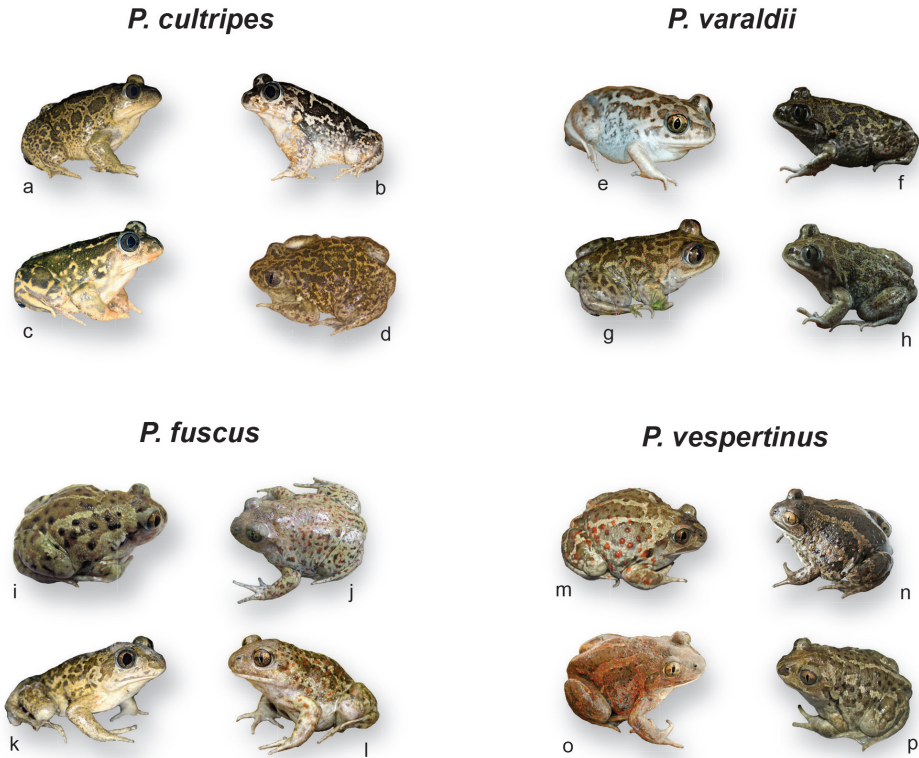 P. cultripes
P. varaldii
a
b
e
f
c
d
g
h
P. fuscus
P. vespertinus
i
j
m
n
k
l
o
p